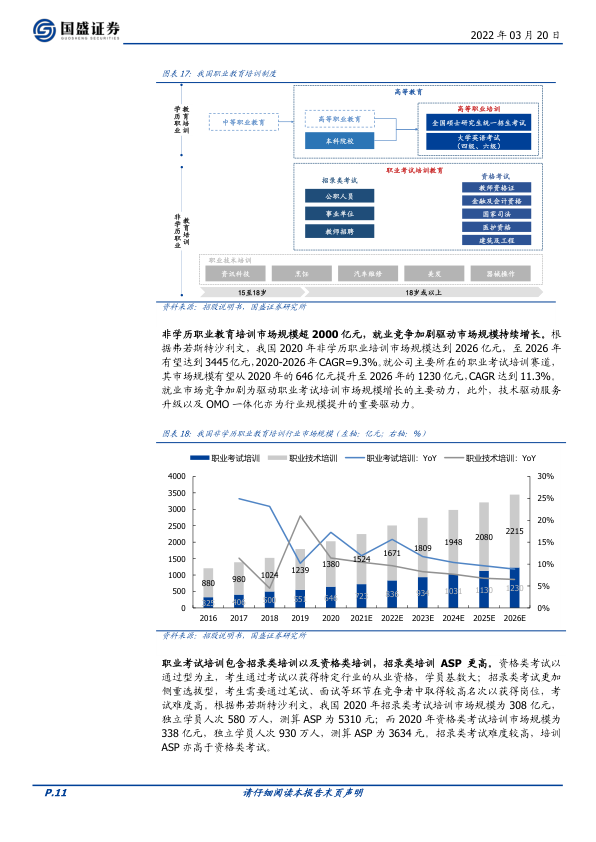 国盛证券
GUOSHENG SECURITIES
2022 年 03 月 20 日
图表 17：我国职业教育培训制度
学历职业
教育培训
中等职业教育
高等教育
高等职业教育
本科院校
高等职业培训
全国硕士研究生统一招生考试
大学英语考试
（四级、六级）
非学历职业
教育培训
职业考试培训教育
招录类考试
公职人员
事业单位
教师招聘
资格考试
教师资格证
金融及会计资格
国家司法
医护资格
建筑及工程
职业技术培训
资讯科技
烹饪
汽车维修
美发
器械操作
15至18岁
18岁或以上
资料来源：招股说明书，国盛证券研究所
非学历职业教育培训市场规模超 2000 亿元，就业竞争加剧驱动市场规模持续增长。根
据弗若斯特沙利文，我国 2020 年非学历职业培训市场规模达到 2026 亿元，至 2026 年
有望达到 3445 亿元，2020-2026 年 CAGR=9.3%。就公司主要所在的职业考试培训赛道，
其市场规模有望从 2020 年的 646 亿元提升至 2026 年的 1230 亿元，CAGR 达到 11.3%。
就业市场竞争加剧为驱动职业考试培训市场规模增长的主要动力，此外，技术驱动服务
升级以及 OMO 一体化亦为行业规模提升的重要驱动力。
图表 18：我国非学历职业教育培训行业市场规模（左轴：亿元；右轴：%）
职业考试培训
职业技术培训
职业考试培训：YoY
职业技术培训：YoY
4000
3500
3000
2500
2000
1500
1000
500
0
30%
25%
20%
15%
10%
5%
0%
880
980
1024
1239
1380
1524
1671
1809
1948
2080
2215
325
406
500
551
646
723
836
934
1031
1130
1230
2016
2017
2018
2019
2020
2021E
2022E
2023E
2024E
2025E
2026E
资料来源：招股说明书，国盛证券研究所
职业考试培训包含招录类培训以及资格类培训，招录类培训 ASP 更高。资格类考试以
通过型为主，考生通过考试以获得特定行业的从业资格，学员基数大；招录类考试更加
侧重选拔型，考生需要通过笔试、面试等环节在竞争者中取得较高名次以获得岗位，考
试难度高。根据弗若斯特沙利文，我国 2020 年招录类考试培训市场规模为 308 亿元，
独立学员人次 580 万人，测算 ASP 为 5310 元；而 2020 年资格类考试培训市场规模为
338 亿元，独立学员人次 930 万人，测算 ASP 为 3634 元。招录类考试难度较高，培训
ASP 亦高于资格类考试。
P.11
请仔细阅读本报告末页声明